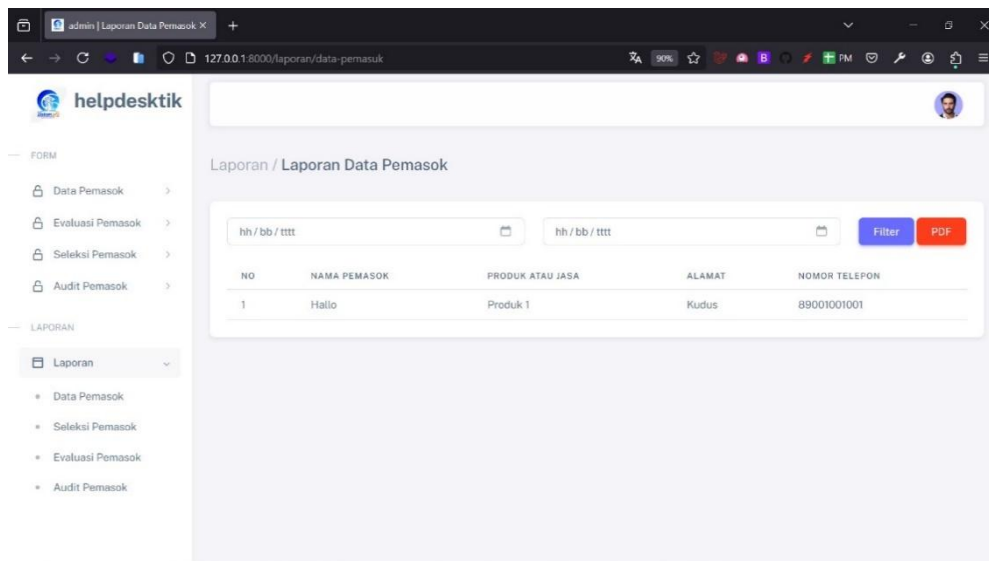 admin | Laporan Data Pemasok
127.0.0.1:8000/laporan/data-pemasuk
90%
B
PM
helpdesktik
FORM
Data Pemasok
Evaluasi Pemasok
Seleksi Pemasok
Audit Pemasok
LAPORAN
Laporan
Data Pemasok
Seleksi Pemasok
Evaluasi Pemasok
Audit Pemasok
Laporan / Laporan Data Pemasok
hh / bb / tttt hh / bb / tttt Filter PDF
NO NAMA PEMASOK PRODUK ATAU JASA ALAMAT NOMOR TELEPON
1 Hallo Produk 1 Kudus 89001001001